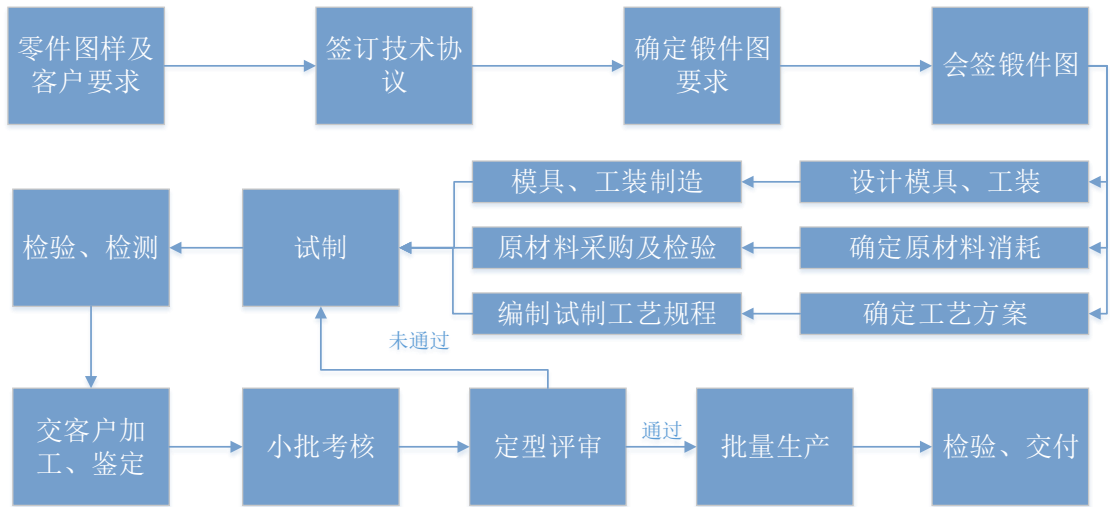 零件图样及
客户要求
签订技术协
议
确定锻件图
要求
会签锻件图
设计模具、工装
模具、工装制造
确定原材料消耗
原材料采购及检验
确定工艺方案
编制试制工艺规程
试制
检验、检测
未通过
交客户加
工、鉴定
小批考核
定型评审
通过
批量生产
检验、交付